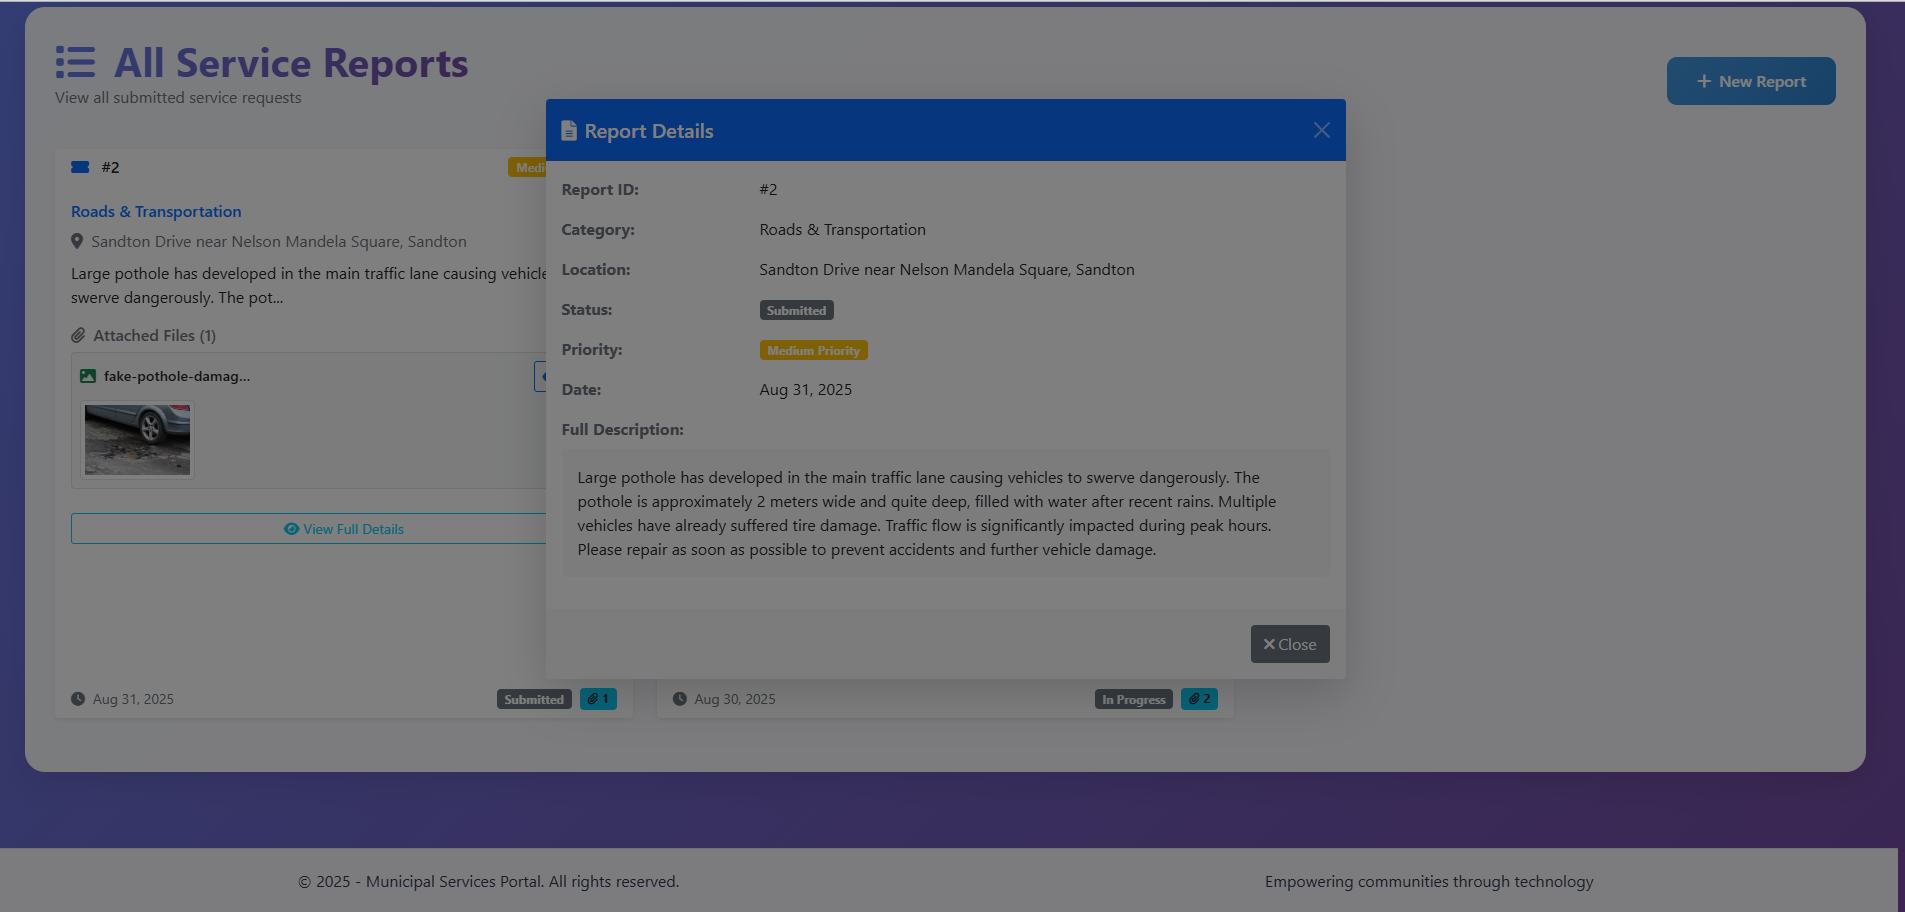 All Service Reports
View all submitted service requests
New Report
#2
Medi
Roads & Transportation
Sandton Drive near Nelson Mandela Square, Sandton
Large pothole has developed in the main traffic lane causing vehicle
swerve dangerously. The pot...
Attached Files (1)
fake-pothole-damag...
View Full Details
Aug 31, 2025
Submitted
1
Report Details
Report ID: #2
Category: Roads & Transportation
Location: Sandton Drive near Nelson Mandela Square, Sandton
Status: Submitted
Priority: Medium Priority
Date: Aug 31, 2025
Full Description:
Large pothole has developed in the main traffic lane causing vehicles to swerve dangerously. The
pothole is approximately 2 meters wide and quite deep, filled with water after recent rains. Multiple
vehicles have already suffered tire damage. Traffic flow is significantly impacted during peak hours.
Please repair as soon as possible to prevent accidents and further vehicle damage.
Close
Aug 30, 2025
In Progress
2
© 2025 - Municipal Services Portal. All rights reserved.
Empowering communities through technology